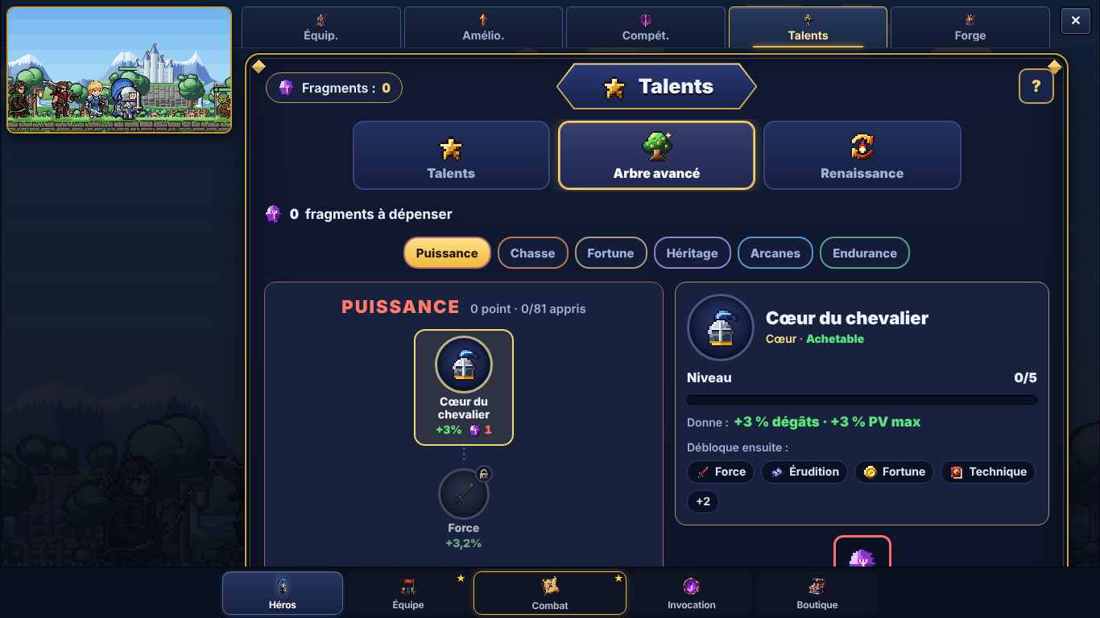 Équip.
Amélio.
Compét.
Talents
Forge
×
Fragments : 0
Talents
?
Talents
Arbre avancé
Renaissance
0 fragments à dépenser
Puissance
Chasse
Fortune
Héritage
Arcanes
Endurance
PUISSANCE 0 point · 0/81 appris
Cœur du
chevalier
+3% 1
Force
+3,2%
Cœur du chevalier
Cœur · Achetable
Niveau 0/5
Donne : +3 % dégâts · +3 % PV max
Débloque ensuite :
Force
Érudition
Fortune
Technique
+2
Héros
Équipe
Combat
Invocation
Boutique